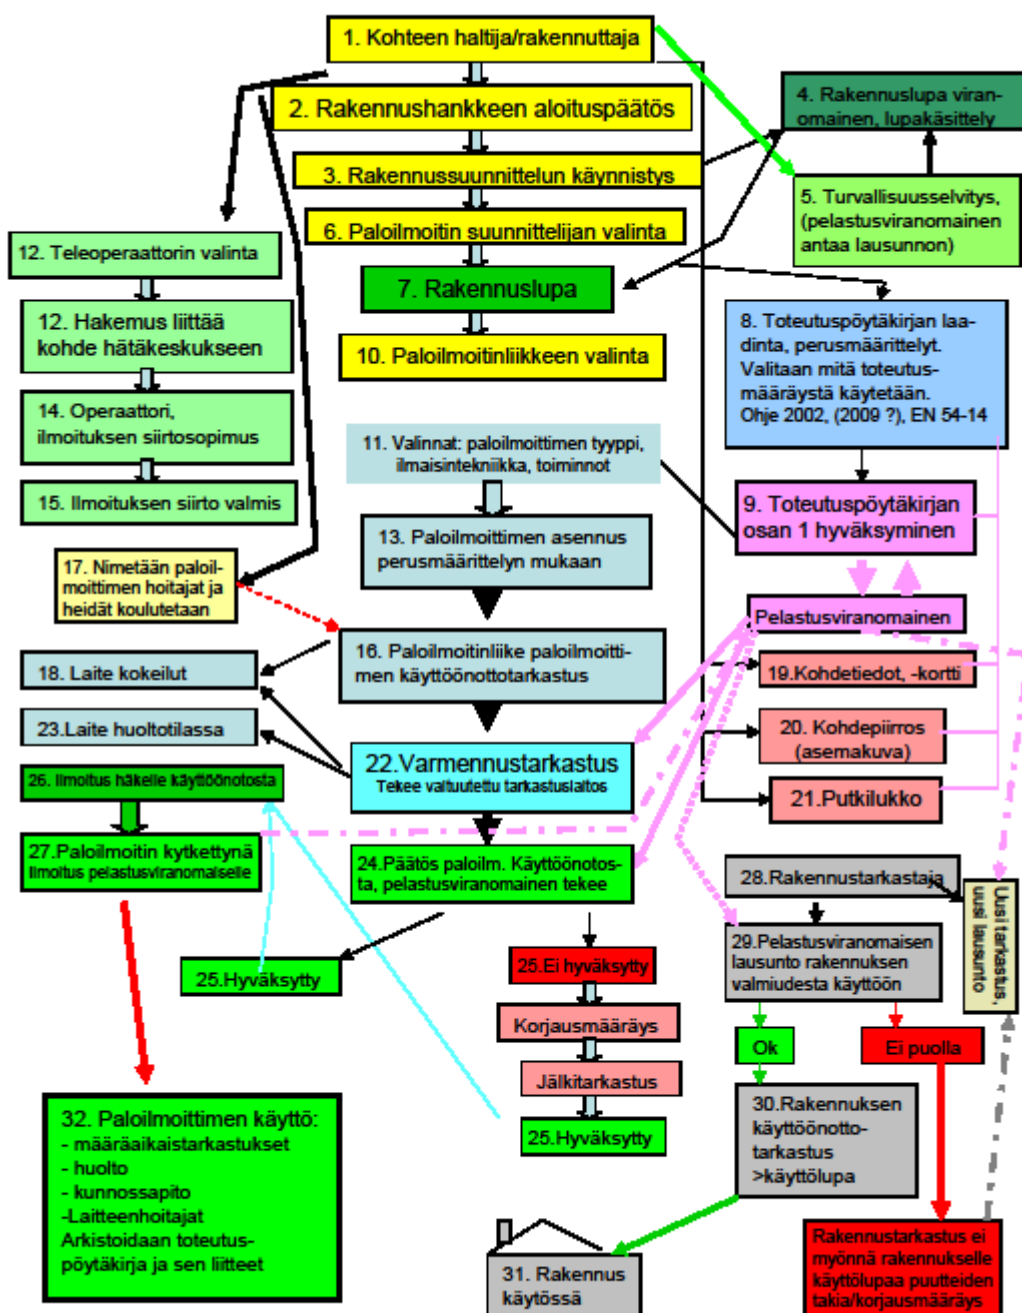 1. Kohteen haltija/rakennuttaja
2. Rakennushankkeen aloituspäätös
3. Rakennussuunnittelun käynnistys
4. Rakennuslupa viran-
omainen, lupakäsittely
5. Turvallisuusselvitys,
(pelastusviranomainen
antaa lausunnon)
6. Paloilmoitin suunnittelijan valinta
7. Rakennuslupa
12. Teleoperaattorin valinta
12. Hakemus liittää
kohde hätäkeskukseen
14. Operaattori,
ilmoituksen siirtosopimus
15. Ilmoituksen siirto valmis
10. Paloilmoitinliikkeen valinta
8. Toteutuspöytäkirjan laa-
dinta, perusmäärittelyt.
Valitaan mitä toteutus-
määräystä käytetään.
Ohje 2002, (2009 ?), EN 54-14
11. Valinnat: paloilmoittimen tyyppi,
ilmaisintekniikka, toiminnot
9. Toteutuspöytäkirjan
osan 1 hyväksyminen
13. Paloilmoittimen asennus
perusmäärittelyn mukaan
17. Nimetään paloil-
moittimen hoitajat ja
heidät koulutetaan
Pelastusviranomainen
16. Paloilmoitinliike paloilmoitti-
men käyttöönottotarkastus
18. Laite kokeilut
19.Kohdetiedot, -kortti
23.Laite huoltotilassa
20. Kohdepiirros
(asemakuva)
22.Varmennustarkastus
Tekee valtuutettu tarkastuslaitos
21.Putkilukko
26. Ilmoitus häkelle käyttöönotosta
27.Paloilmoitin kytkettynä
Ilmoitus pelastusviranomaiselle
24.Päätös paloilm. Käyttöönotos-
ta, pelastusviranomainen tekee
28.Rakennustarkastaja
Uusi tarkastus,
uusi lausunto
29.Pelastusviranomaisen
lausunto rakennuksen
valmiudesta käyttöön
25.Hyväksytty
25.Ei hyväksytty
Korjausmääräys
Jälkitarkastus
25.Hyväksytty
Ok
Ei puolla
30.Rakennuksen
käyttöönotto-
tarkastus
>käyttölupa
32. Paloilmoittimen käyttö:
- määräaikaistarkastukset
- huolto
- kunnossapito
-Laitteenhoitajat
Arkistoidaan toteutus-
pöytäkirja ja sen liitteet
31. Rakennus
käytössä
Rakennustarkastus ei
myönnä rakennukselle
käyttölupaa puutteiden
takia/korjausmääräys